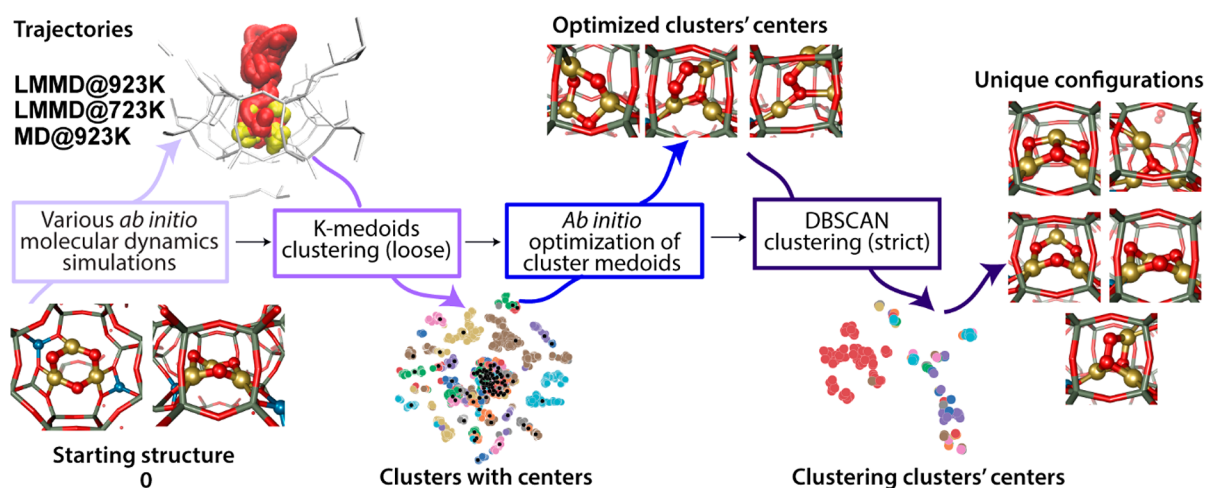 Trajectories
LMMD@923K
LMMD@723K
MD@923K
Optimized clusters’ centers
Unique configurations
Various ab initio
molecular dynamics
simulations
K-medoids
clustering (loose)
Ab initio
optimization of
cluster medoids
DBSCAN
clustering (strict)
Starting structure
0
Clusters with centers
Clustering clusters’ centers